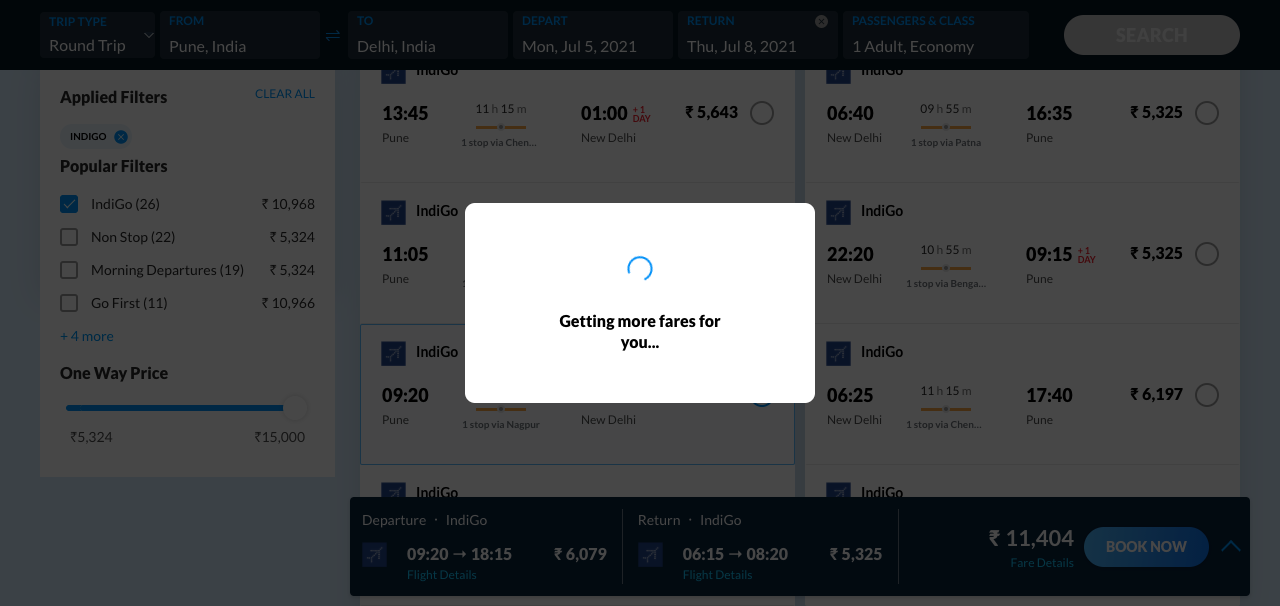 TRIP TYPE
Round Trip
FROM
Pune, India
TO
Delhi, India
DEPART
Mon, Jul 5, 2021
RETURN
Thu, Jul 8, 2021
PASSENGERS & CLASS
1 Adult, Economy
SEARCH
Applied Filters
CLEAR ALL
INDIGO
Popular Filters
IndiGo (26) ₹ 10,968
Non Stop (22) ₹ 5,324
Morning Departures (19) ₹ 5,324
Go First (11) ₹ 10,966
+ 4 more
One Way Price
₹5,324 ₹15,000
IndiGo
13:45 11 h 15 m 01:00 +1 DAY ₹ 5,643
Pune 1 stop via Chen... New Delhi
IndiGo
11:05
Pune
IndiGo
09:20
Pune 1 stop via Nagpur New Delhi
IndiGo
IndiGo
06:40 09 h 55 m 16:35 ₹ 5,325
New Delhi 1 stop via Patna Pune
IndiGo
22:20 10 h 55 m 09:15 +1 DAY ₹ 5,325
New Delhi 1 stop via Benga... Pune
IndiGo
06:25 11 h 15 m 17:40 ₹ 6,197
New Delhi 1 stop via Chen... Pune
IndiGo
Getting more fares for
you...
Departure · IndiGo
09:20 → 18:15 ₹ 6,079
Flight Details
Return · IndiGo
06:15 → 08:20 ₹ 5,325
Flight Details
₹ 11,404
Fare Details
BOOK NOW